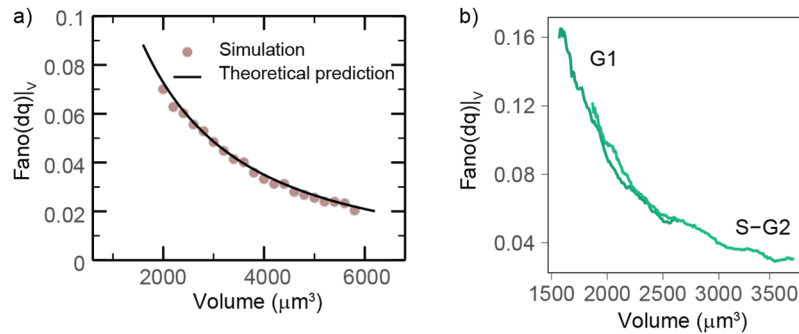 a)
Fano(dq)|V
0.1
0.08
0.06
0.04
0.02
0
Simulation
Theoretical prediction
2000
4000
6000
Volume (μm³)
b)
Fano(dq)|V
0.16
0.12
0.08
0.04
G1
S−G2
1500
2000
2500
3000
3500
Volume (μm³)